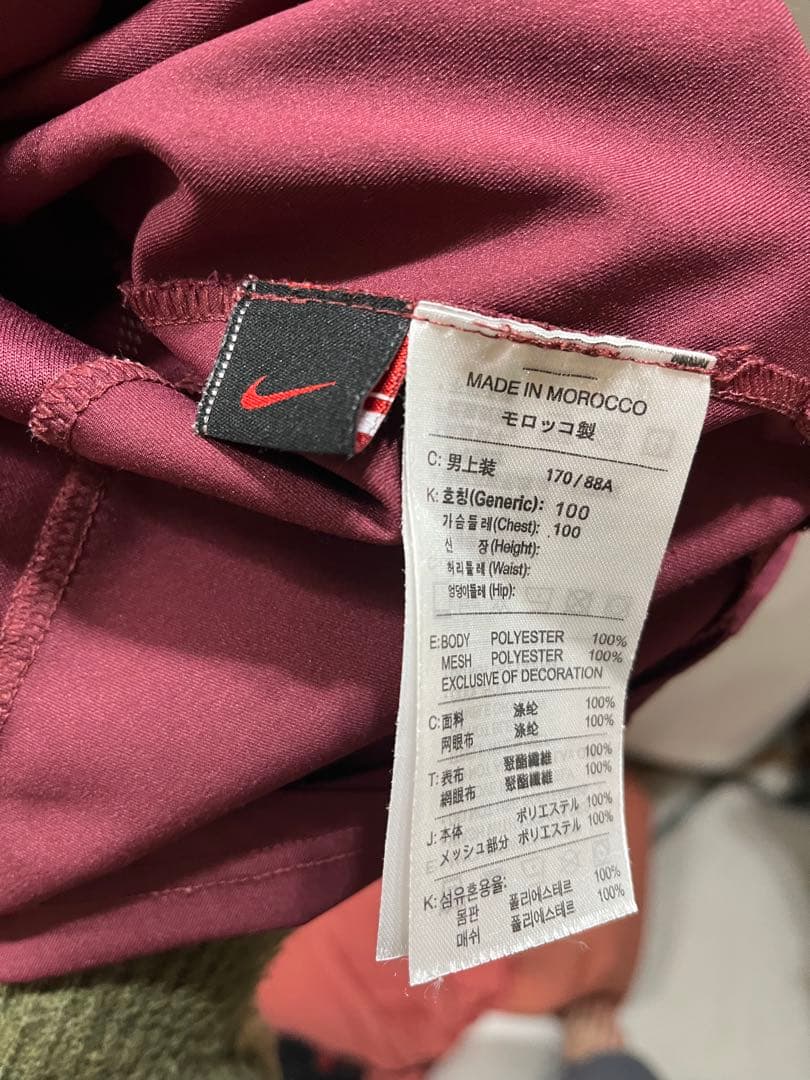 MADE IN MOROCCO
モロッコ製
C: 男上装 170/88A
K: 호칭(Generic): 100
가슴둘레(Chest): 100
신 장(Height):
허리둘레(Waist):
엉덩이둘레(Hip):
E: BODY POLYESTER 100%
MESH POLYESTER 100%
EXCLUSIVE OF DECORATION
C: 面料 涤纶 100%
网眼布 涤纶 100%
T: 表布 聚酯纖維 100%
網眼布 聚酯纖維 100%
J: 本体 ポリエステル 100%
メッシュ部分 ポリエステル 100%
K: 섬유혼용율:
몸판 폴리에스테르 100%
매쉬 폴리에스테르 100%